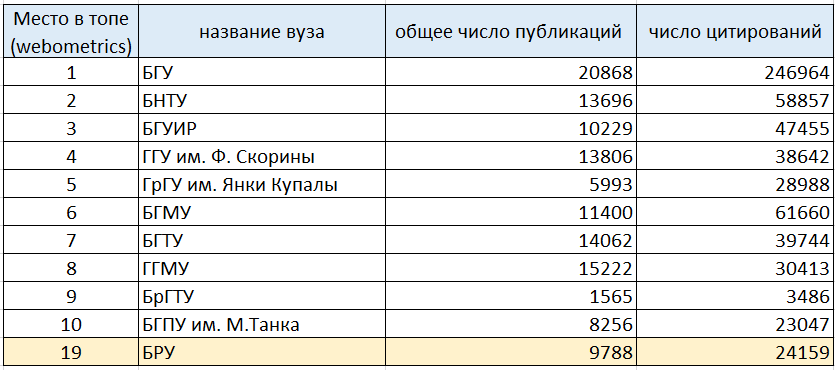 Место в топе (webometrics) название вуза общее число публикаций число цитирований
1 БГУ 20868 246964
2 БНТУ 13696 58857
3 БГУИР 10229 47455
4 ГГУ им. Ф. Скорины 13806 38642
5 ГрГУ им. Янки Купалы 5993 28988
6 БГМУ 11400 61660
7 БГТУ 14062 39744
8 ГГМУ 15222 30413
9 БрГТУ 1565 3486
10 БГПУ им. М.Танка 8256 23047
19 БРУ 9788 24159